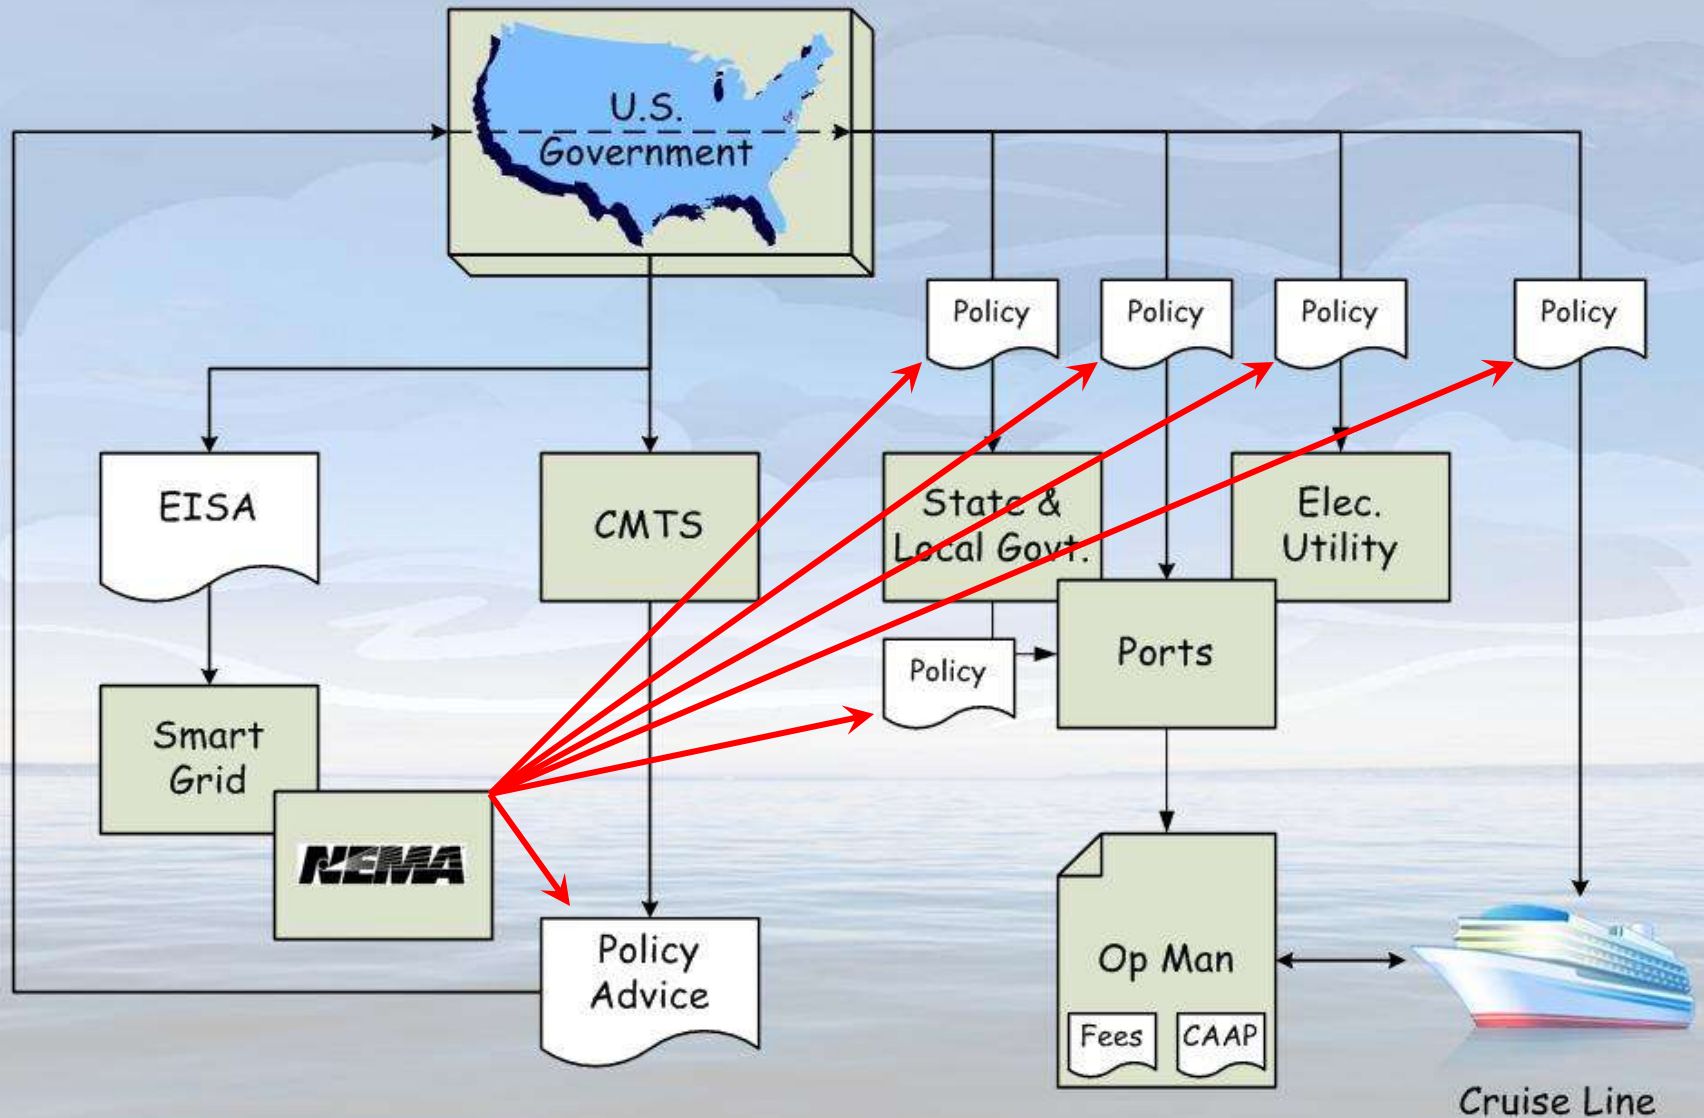 U.S.
Government
Policy
Policy
Policy
Policy
EISA
CMTS
State &
Local Govt.
Elec.
Utility
Policy
Ports
Smart
Grid
NEMA
Policy
Advice
Op Man
Fees
CAAP
Cruise Line